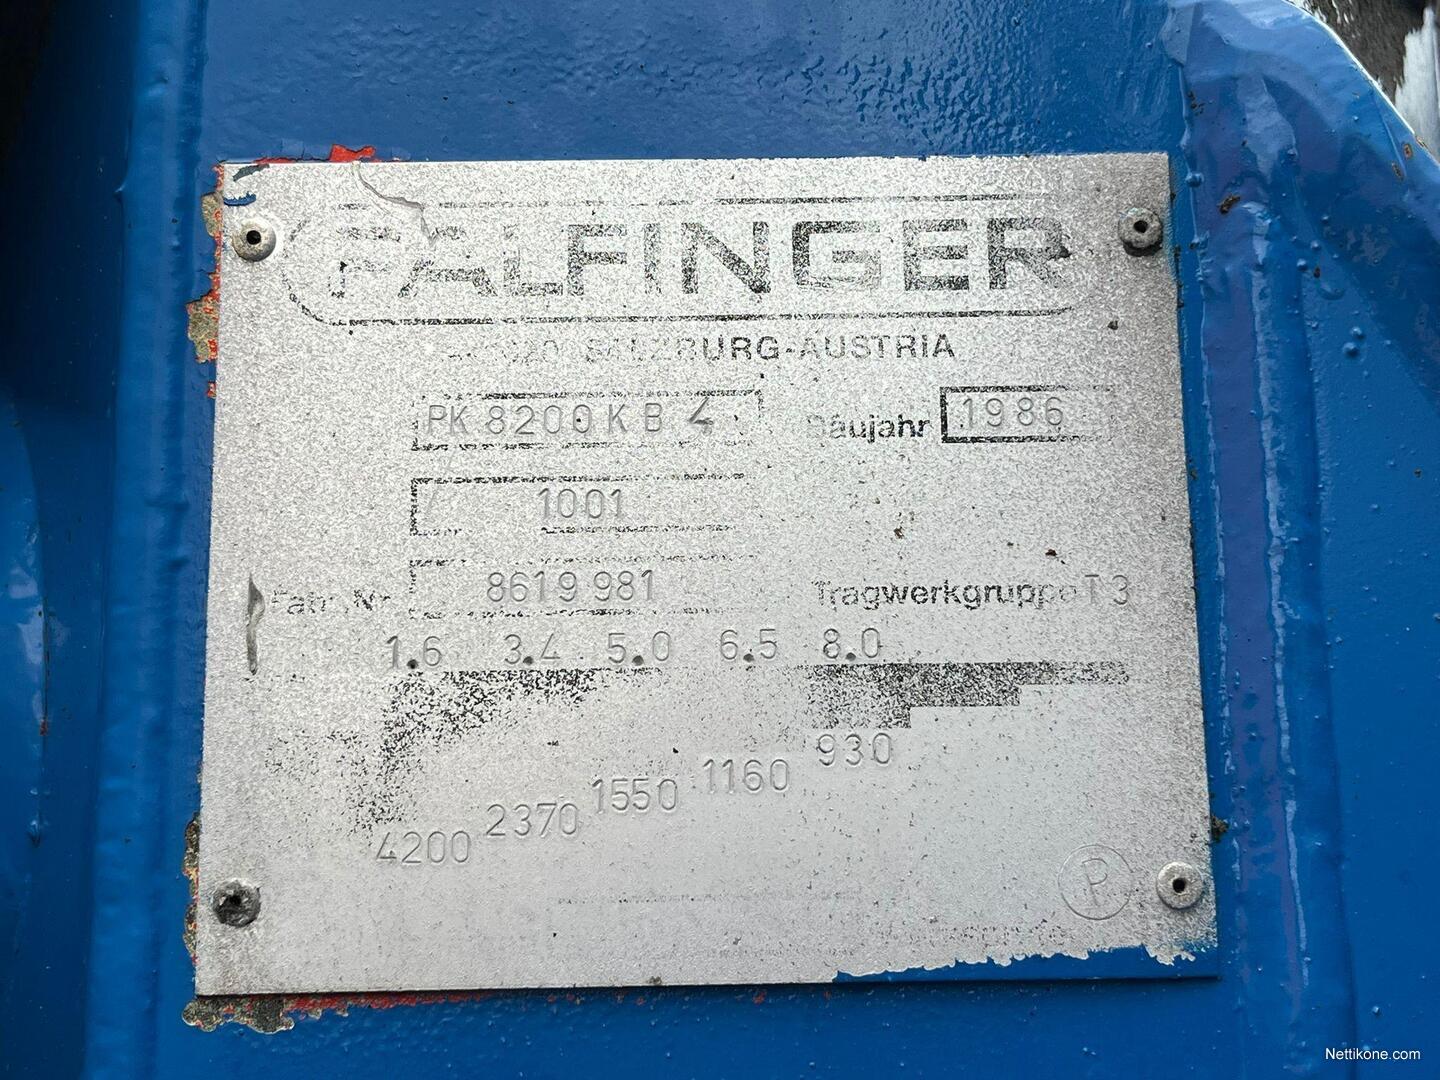 PALFINGER
SALZBURG-AUSTRIA
PK 8200 K B 4 Baujahr 1986
1001
Fabr. Nr. 8619 981 Tragwerkgruppe T 3
1.6 3.4 5.0 6.5 8.0
930
1160
1550
2370
4200
P
Nettikone.com